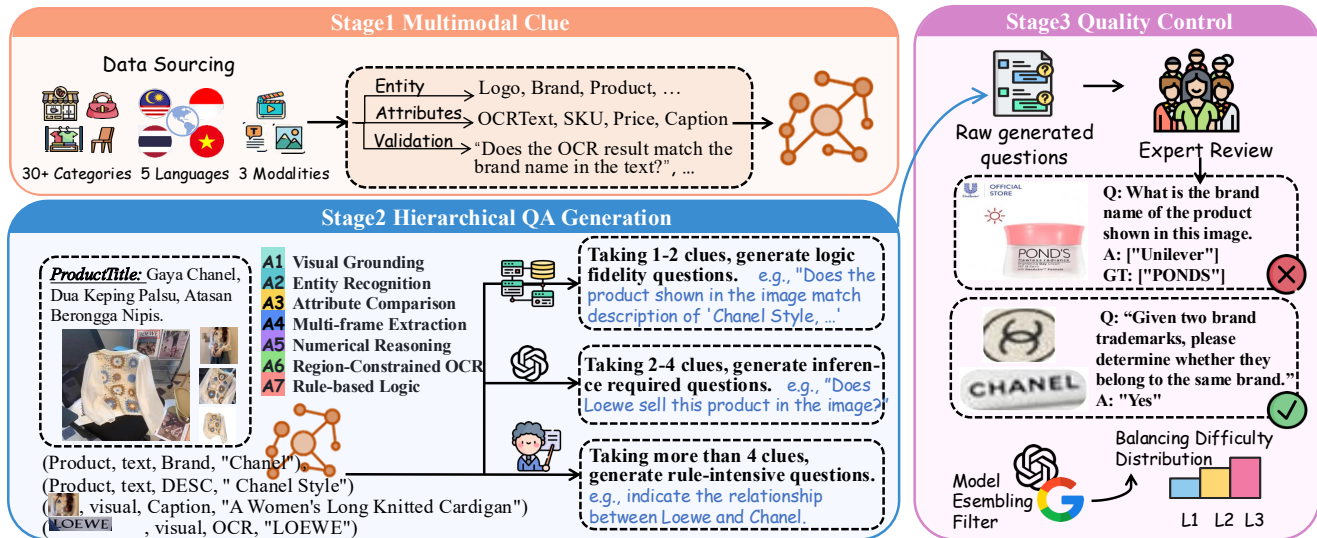 Stage1 Multimodal Clue
Data Sourcing
30+ Categories
5 Languages
3 Modalities
Entity
Logo, Brand, Product, …
Attributes
OCRText, SKU, Price, Caption
Validation
"Does the OCR result match the
brand name in the text?", …
Stage2 Hierarchical QA Generation
ProductTitle: Gaya Chanel,
Dua Keping Palsu, Atasan
Berongga Nipis.
A1 Visual Grounding
A2 Entity Recognition
A3 Attribute Comparison
A4 Multi-frame Extraction
A5 Numerical Reasoning
A6 Region-Constrained OCR
A7 Rule-based Logic
(Product, text, Brand, "Chanel"),
(Product, text, DESC, " Chanel Style")
( , visual, Caption, "A Women's Long Knitted Cardigan")
(LOEWE , visual, OCR, "LOEWE")
Taking 1-2 clues, generate logic
fidelity questions. e.g., "Does the
product shown in the image match
description of 'Chanel Style, …'
Taking 2-4 clues, generate inferen-
ce required questions. e.g., "Does
Loewe sell this product in the image?"
Taking more than 4 clues,
generate rule-intensive questions.
e.g., indicate the relationship
between Loewe and Chanel.
Stage3 Quality Control
Raw generated
questions
Expert Review
OFFICIAL
STORE
POND'S
Q: What is the brand
name of the product
shown in this image.
A: ["Unilever"]
GT: ["PONDS"]
CHANEL
Q: "Given two brand
trademarks, please
determine whether they
belong to the same brand."
A: "Yes"
Model
Esembling
Filter
Balancing Difficulty
Distribution
L1 L2 L3